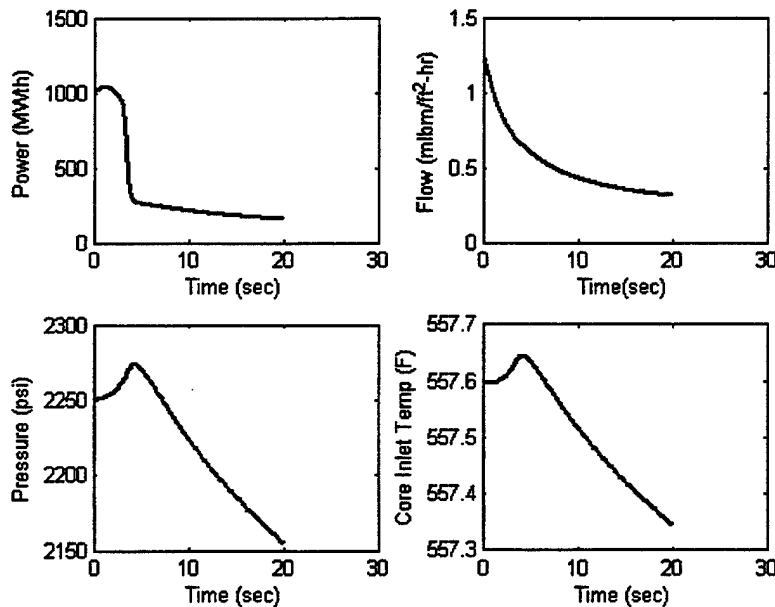 1500
1000
500
0
Power (MWth)
0 10 20 30
Time (sec)
1.5
1
0.5
0
Flow (mlbm/ft²-hr)
0 10 20 30
Time(sec)
2300
2250
2200
2150
Pressure (psi)
0 10 20 30
Time (sec)
557.7
557.6
557.5
557.4
557.3
Core Inlet Temp (F)
0 10 20 30
Time (sec)